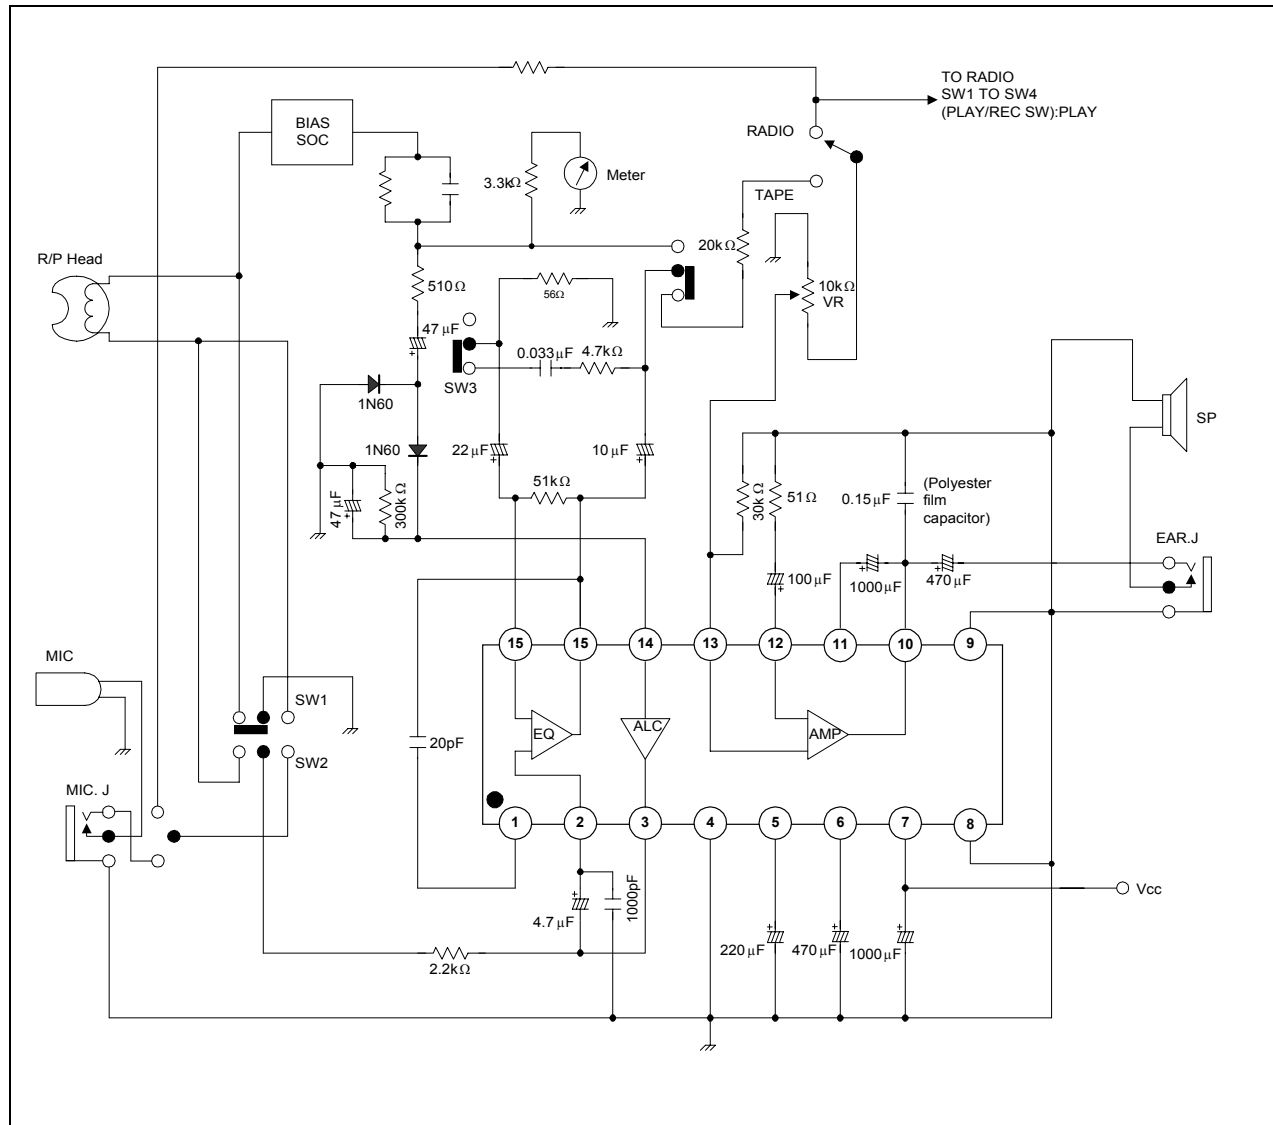 TO RADIO
SW1 TO SW4
(PLAY/REC SW):PLAY
BIAS
SOC
RADIO
3.3kΩ
Meter
TAPE
R/P Head
20kΩ
510Ω
56Ω
10kΩ
VR
47 µF
+
0.033µF
4.7kΩ
SW3
1N60
SP
1N60
22µF
+
10µF
+
51kΩ
47 µF
+
300kΩ
30kΩ
51Ω
0.15µF
(Polyester
film
capacitor)
EAR.J
100µF
+
+
1000µF
+
470µF
15
15
14
13
12
11
10
9
MIC
SW1
EQ
ALC
AMP
20pF
SW2
MIC. J
1
2
3
4
5
6
7
8
Vcc
+
4.7µF
1000pF
+
220µF
+
470µF
+
1000µF
2.2kΩ